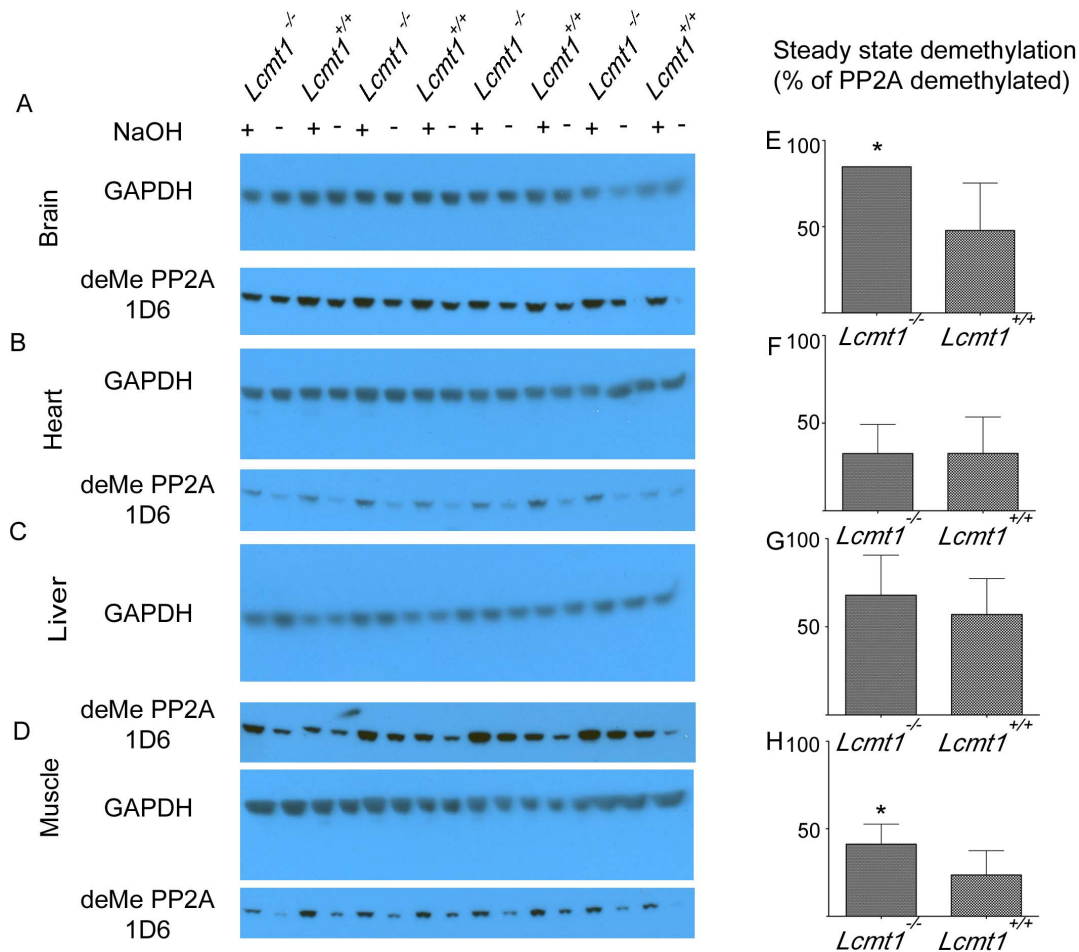 Lcmt1 -/- Lcmt1 +/+ Lcmt1 -/- Lcmt1 +/+ Lcmt1 -/- Lcmt1 +/+ Lcmt1 -/- Lcmt1 +/+
A
NaOH + - + - + - + - + - + - + - + -
Brain
GAPDH
deMe PP2A
1D6
B
Heart
GAPDH
deMe PP2A
1D6
C
Liver
GAPDH
deMe PP2A
1D6
D
Muscle
GAPDH
deMe PP2A
1D6
Steady state demethylation
(% of PP2A demethylated)
E
100
*
50
Lcmt1 -/- Lcmt1 +/+
F
100
50
Lcmt1 -/- Lcmt1 +/+
G
100
50
Lcmt1 -/- Lcmt1 +/+
H
100
*
50
Lcmt1 -/- Lcmt1 +/+